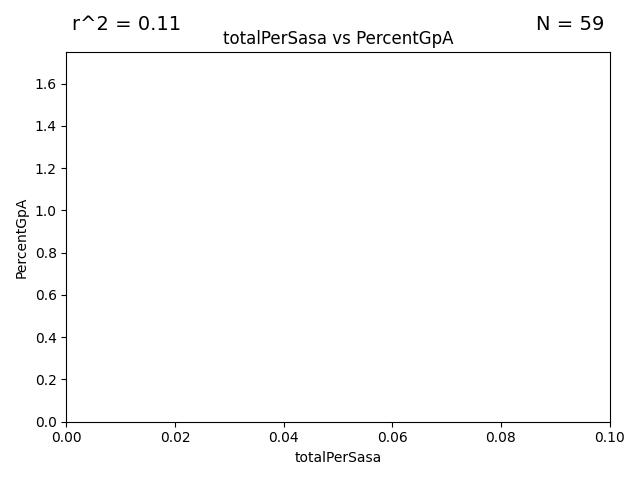 r^2 = 0.11
N = 59
totalPerSasa vs PercentGpA
PercentGpA
1.6
1.4
1.2
1.0
0.8
0.6
0.4
0.2
0.0
0.00 0.02 0.04 0.06 0.08 0.10
totalPerSasa